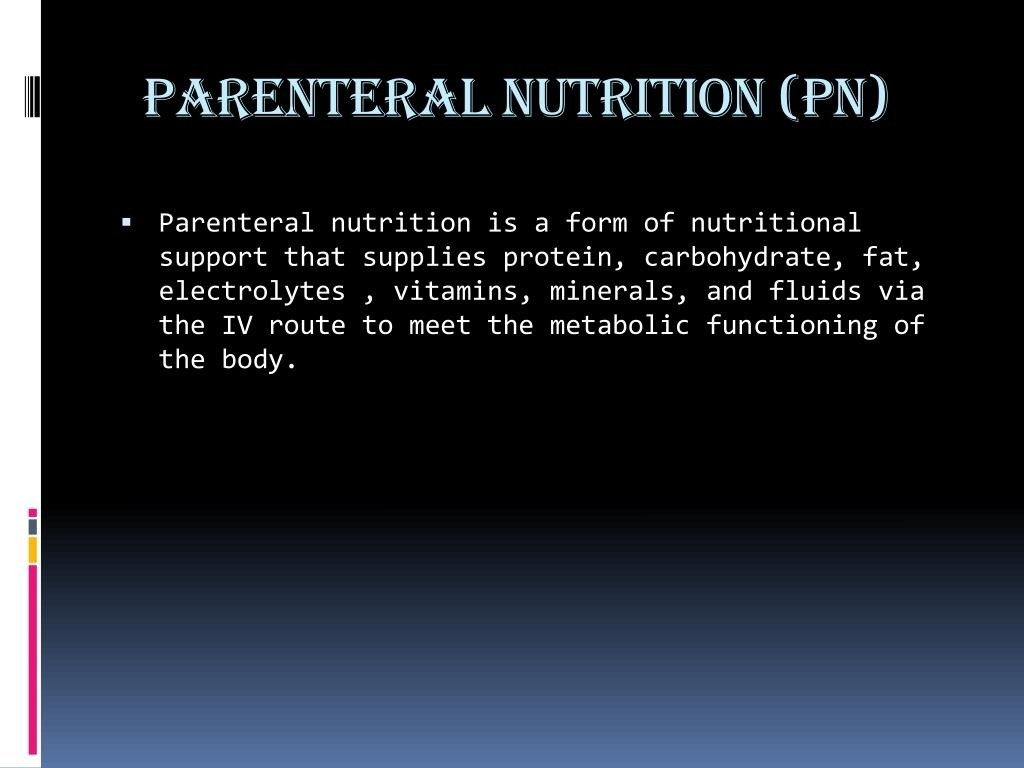 PARENTERAL NUTRITION (PN)
▪ Parenteral nutrition is a form of nutritional
support that supplies protein, carbohydrate, fat,
electrolytes , vitamins, minerals, and fluids via
the IV route to meet the metabolic functioning of
the body.